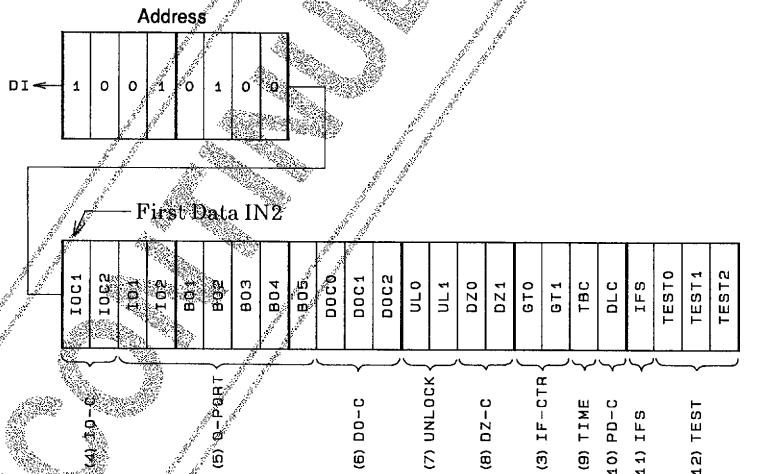 Address
DI 1 0 0 1 0 1 0 0
First Data IN2
IOC1 IOC2 IO1 IO2 BO1 BO2 BO3 BO4 BO5 DOC0 DOC1 DOC2 UL0 UL1 DZ0 DZ1 GT0 GT1 TBC DLC IFS TEST0 TEST1 TEST2
(4) IO-C (5) O-PORT (6) DO-C (7) UNLOCK (8) DZ-C (3) IF-CTR (9) TIME 10) PD-C 11) IFS 12) TEST
CONTINUE